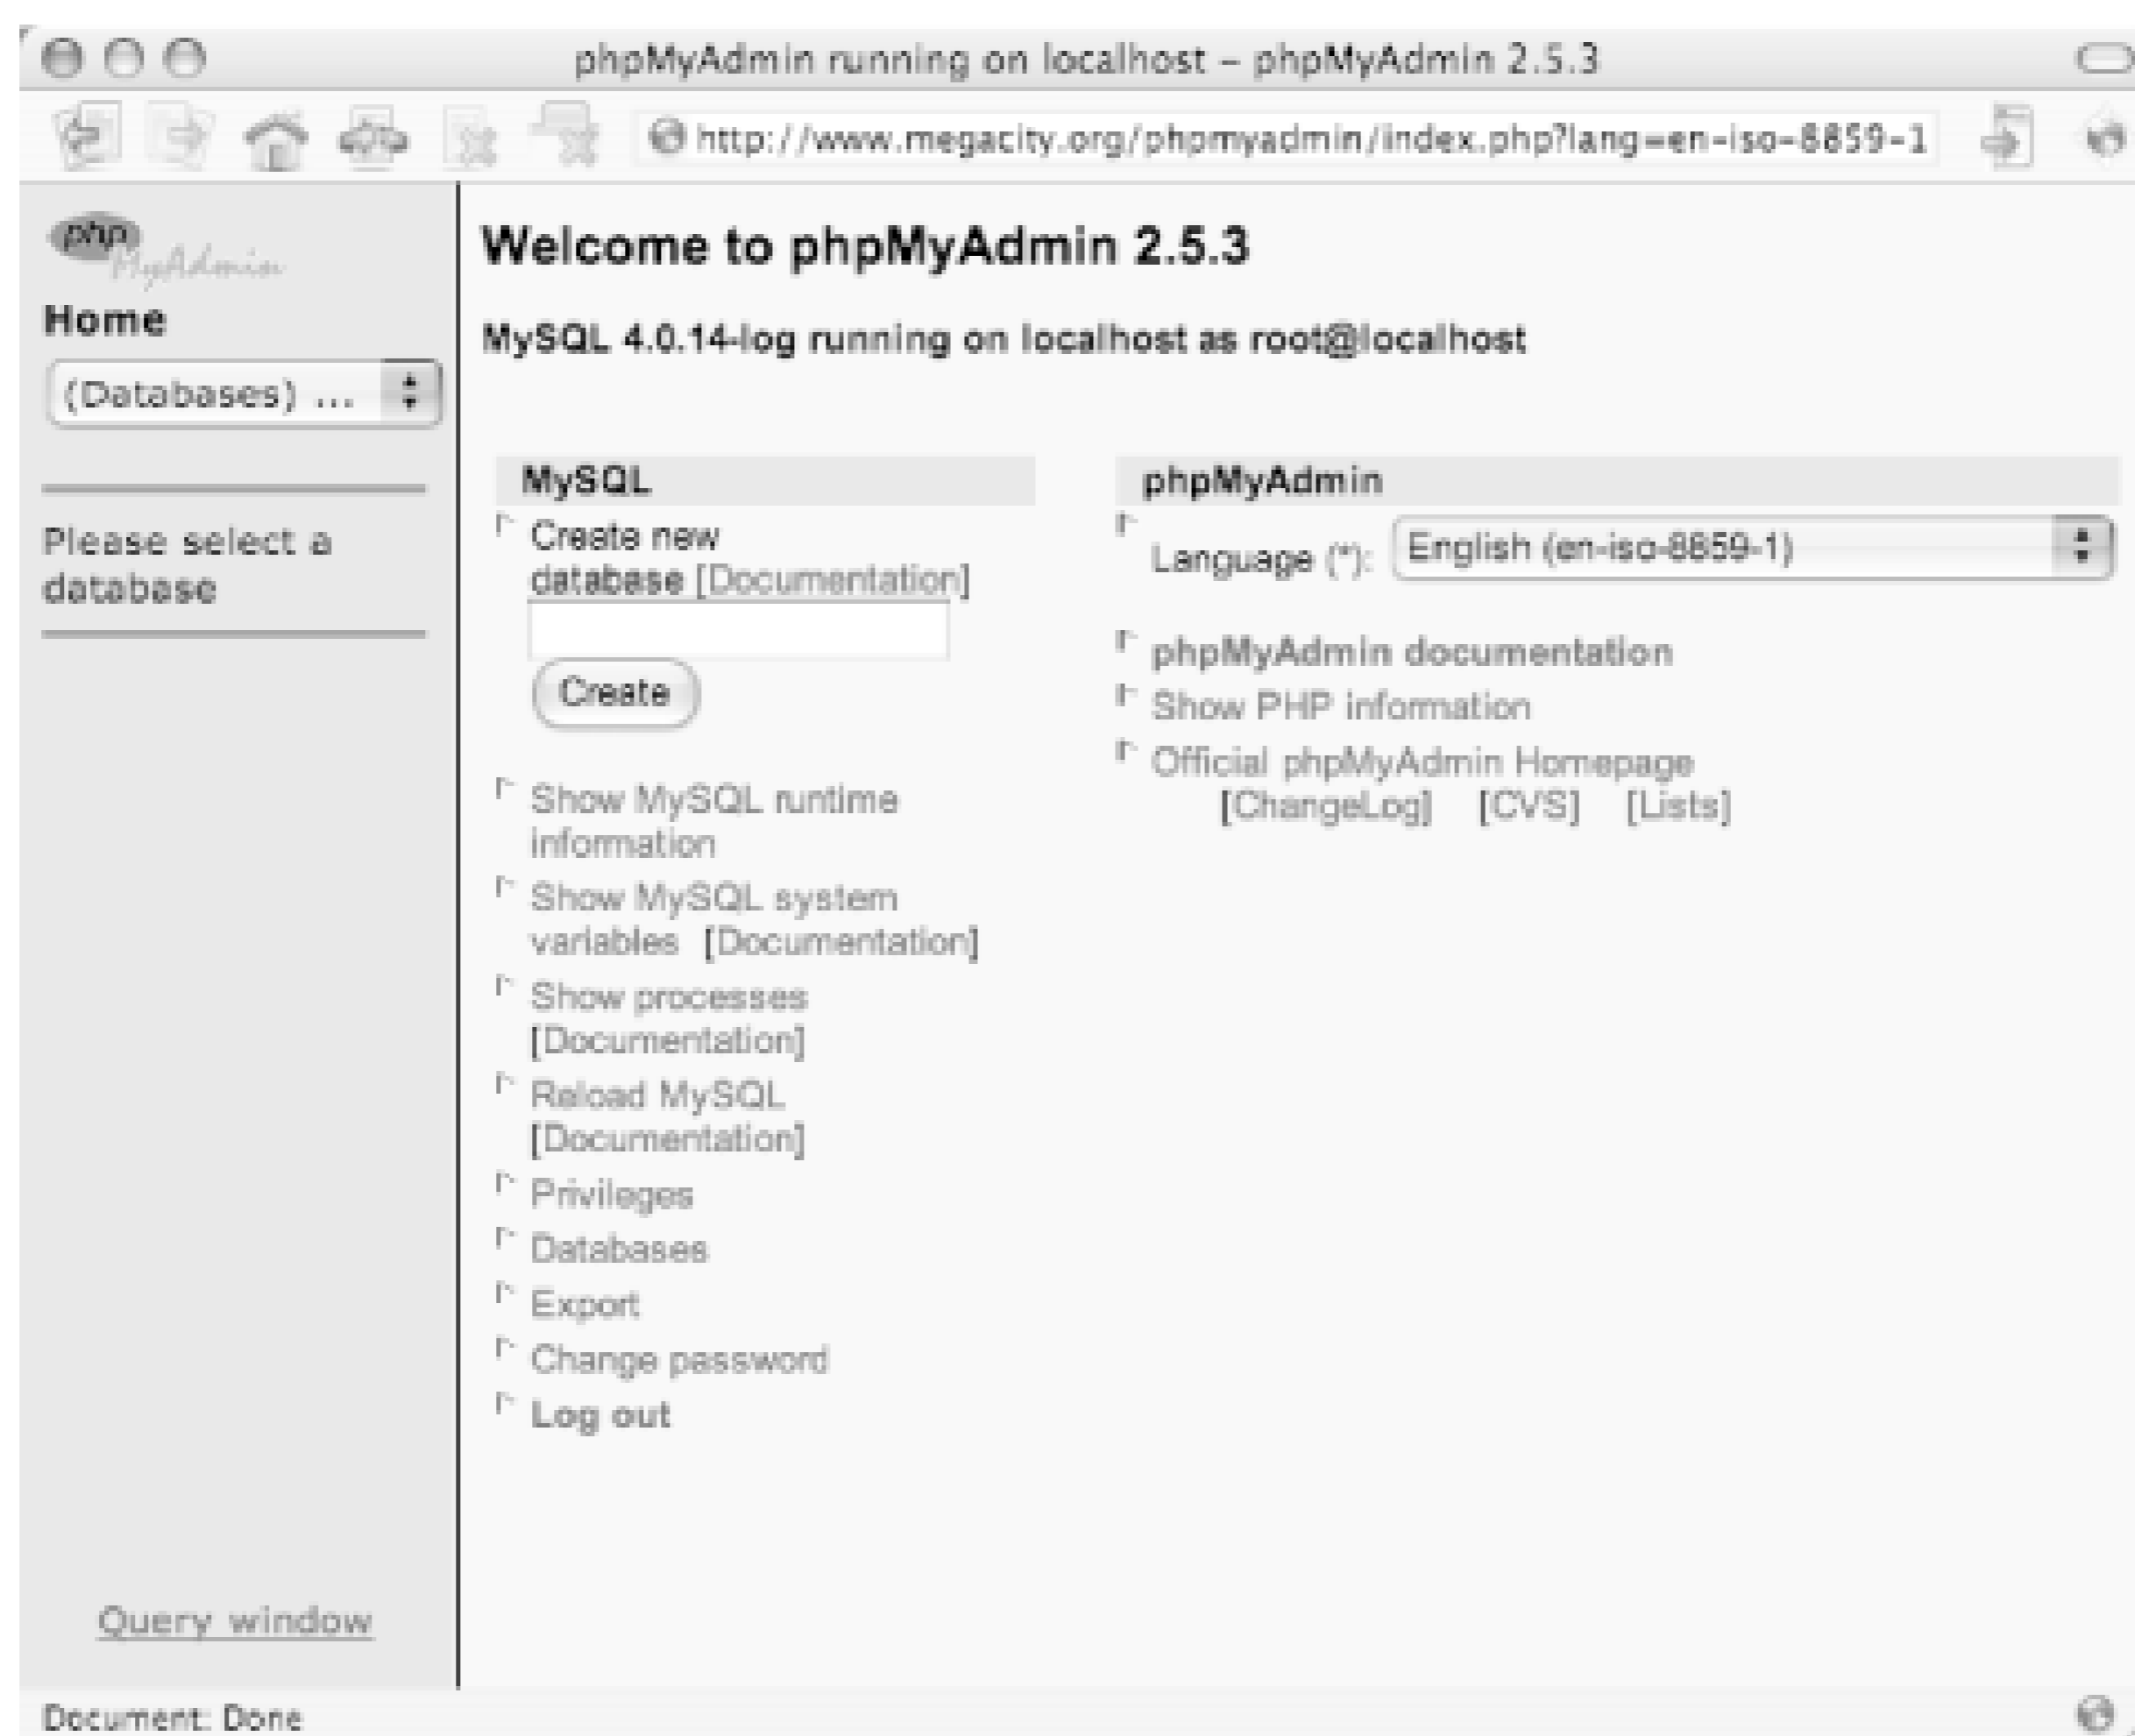 phpMyAdmin running on localhost – phpMyAdmin 2.5.3
http://www.megacity.org/phpmyadmin/index.php?lang=en-iso-8859-1
php
MyAdmin
Home
(Databases) ...
Please select a
database
Query window
Welcome to phpMyAdmin 2.5.3
MySQL 4.0.14-log running on localhost as root@localhost
MySQL
Create new
database [Documentation]
Create
Show MySQL runtime
information
Show MySQL system
variables [Documentation]
Show processes
[Documentation]
Reload MySQL
[Documentation]
Privileges
Databases
Export
Change password
Log out
phpMyAdmin
Language (*): English (en-iso-8859-1)
phpMyAdmin documentation
Show PHP information
Official phpMyAdmin Homepage
[ChangeLog] [CVS] [Lists]
Document: Done